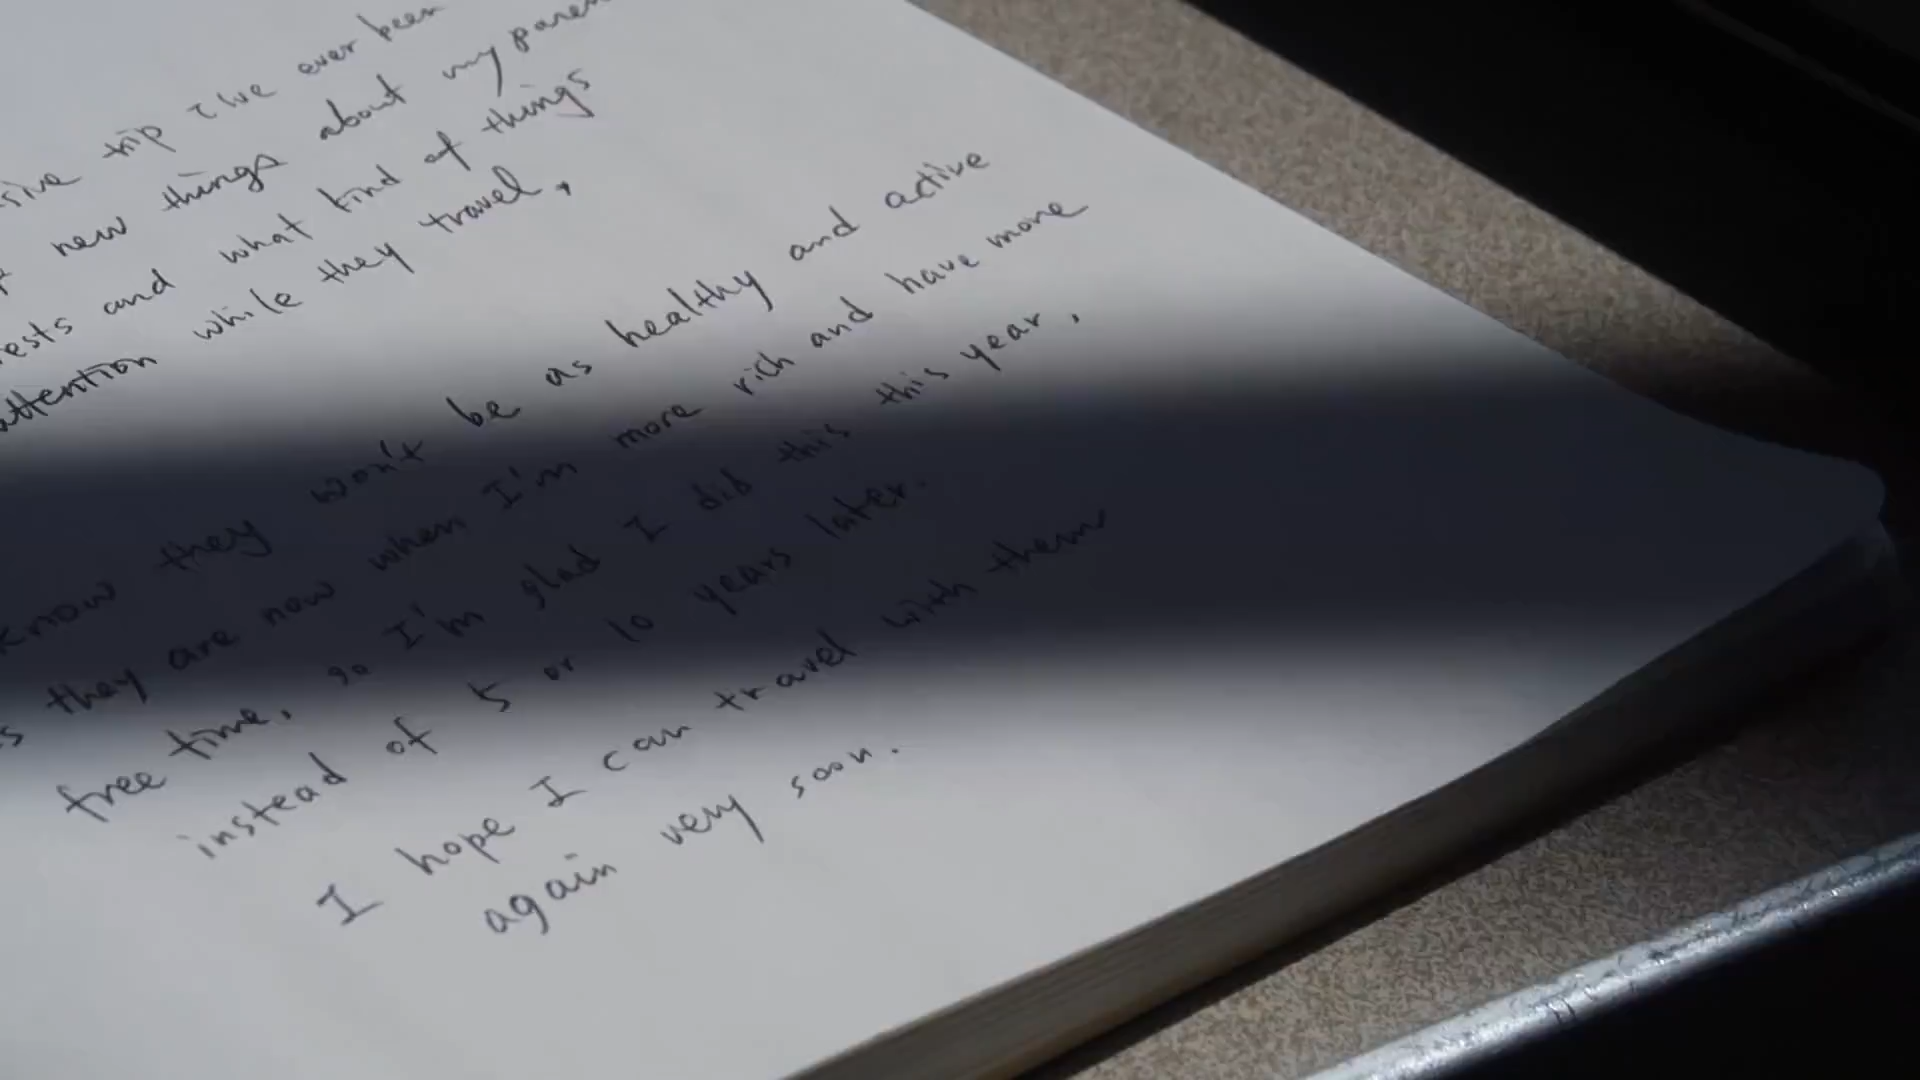 trip I've ever been
new things about my
and what kind of things
attention while they travel.
know they won't be as healthy and active
they are now when I'm more rich and have more
free time, so I'm glad I did this this year,
instead of 5 or 10 years later.
I hope I can travel with them
again very soon.